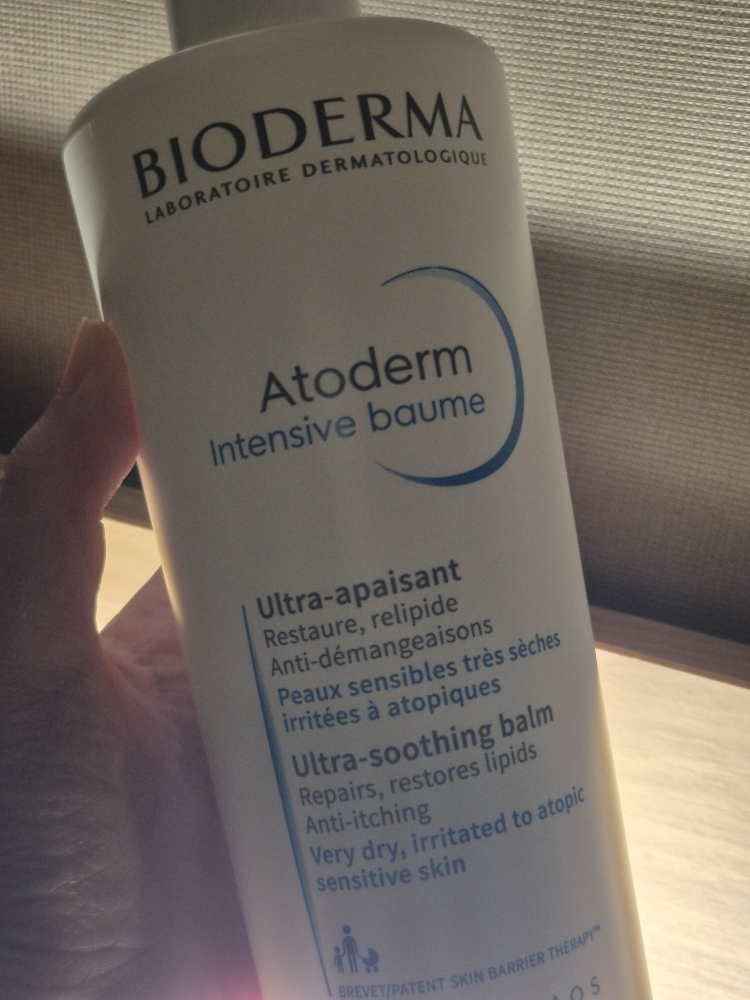 BIODERMA
LABORATOIRE DERMATOLOGIQUE
Atoderm
Intensive baume
Ultra-apaisant
Restaure, relipide
Anti-démangeaisons
Peaux sensibles très sèches
irritées à atopiques
Ultra-soothing balm
Repairs, restores lipids
Anti-itching
Very dry, irritated to atopic
sensitive skin
BREVET/PATENT SKIN BARRIER THERAPY™